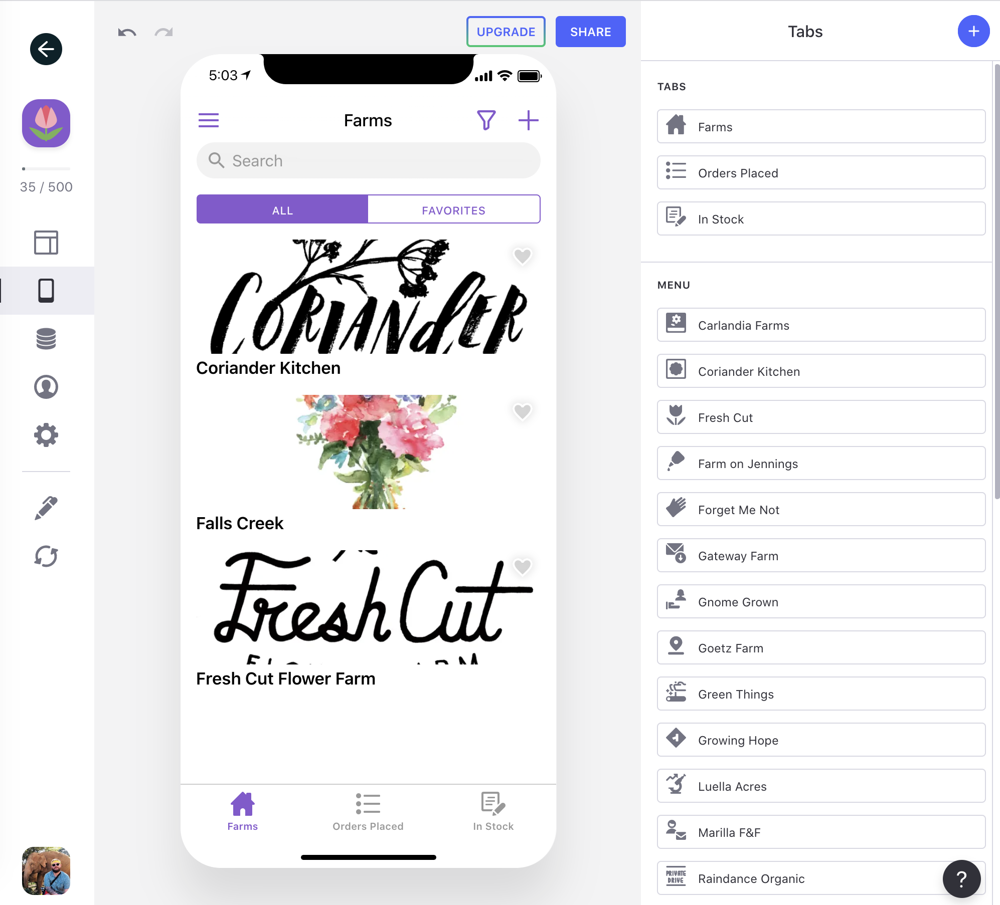 UPGRADE
SHARE
Tabs
5:03
Farms
35 / 500
Search
ALL
FAVORITES
CORIANDER
Coriander Kitchen
Falls Creek
Fresh Cut
Fresh Cut Flower Farm
Farms
Orders Placed
In Stock
TABS
Farms
Orders Placed
In Stock
MENU
Carlandia Farms
Coriander Kitchen
Fresh Cut
Farm on Jennings
Forget Me Not
Gateway Farm
Gnome Grown
Goetz Farm
Green Things
Growing Hope
Luella Acres
Marilla F&F
PRIVATE
DRIVE
Raindance Organic
?